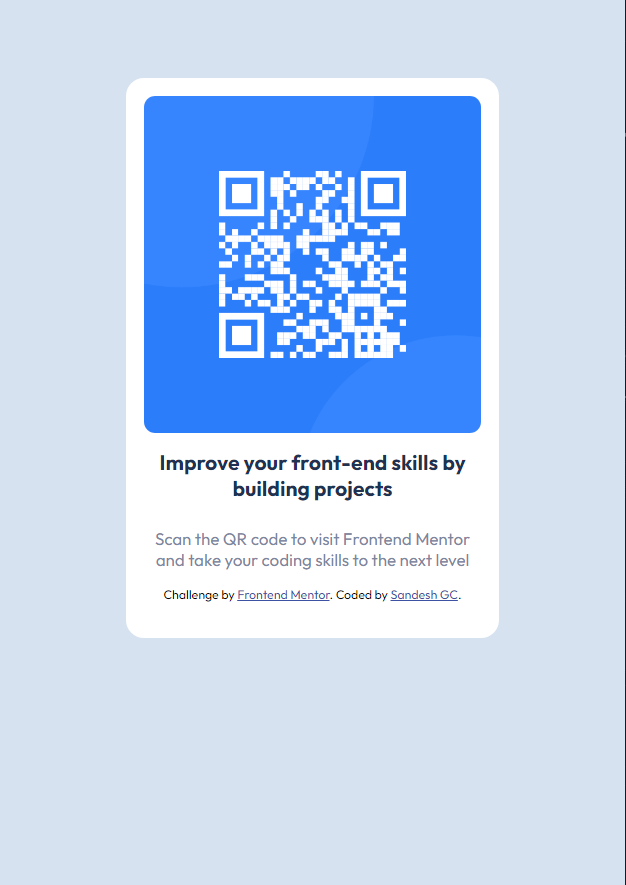 Improve your front-end skills by
building projects
Scan the QR code to visit Frontend Mentor
and take your coding skills to the next level
Challenge by Frontend Mentor. Coded by Sandesh GC.